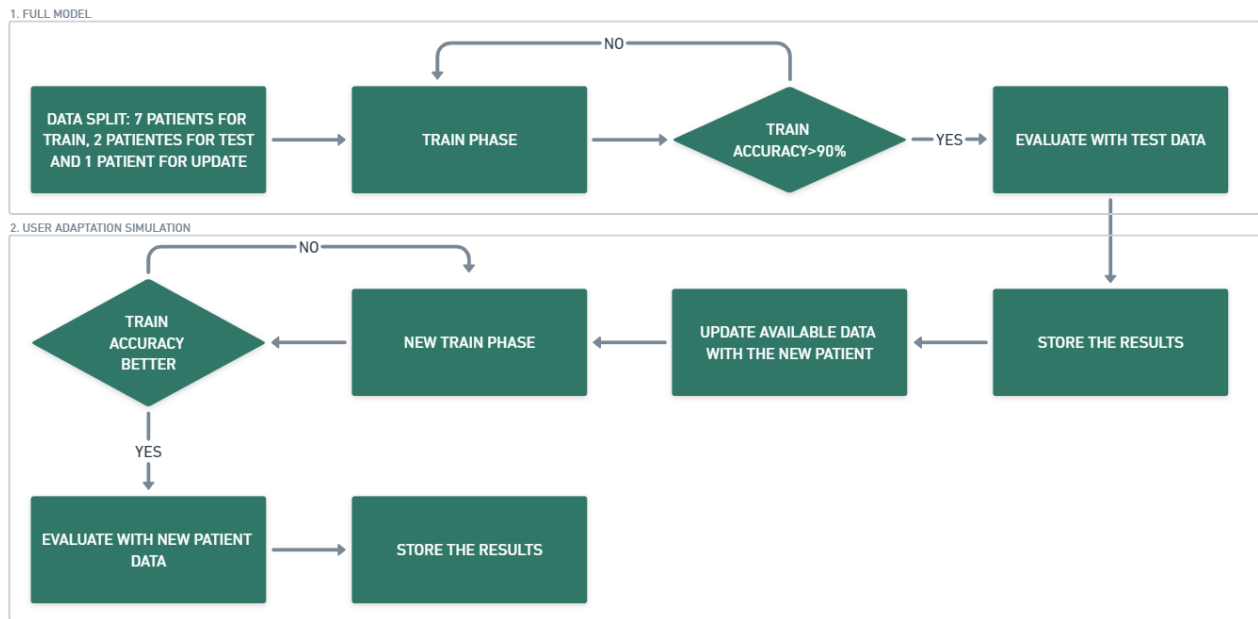 1. FULL MODEL
NO
DATA SPLIT: 7 PATIENTS FOR
TRAIN, 2 PATIENTES FOR TEST
AND 1 PATIENT FOR UPDATE
TRAIN PHASE
TRAIN
ACCURACY>90%
YES
EVALUATE WITH TEST DATA
2. USER ADAPTATION SIMULATION
NO
TRAIN
ACCURACY
BETTER
NEW TRAIN PHASE
UPDATE AVAILABLE DATA
WITH THE NEW PATIENT
STORE THE RESULTS
YES
EVALUATE WITH NEW PATIENT
DATA
STORE THE RESULTS